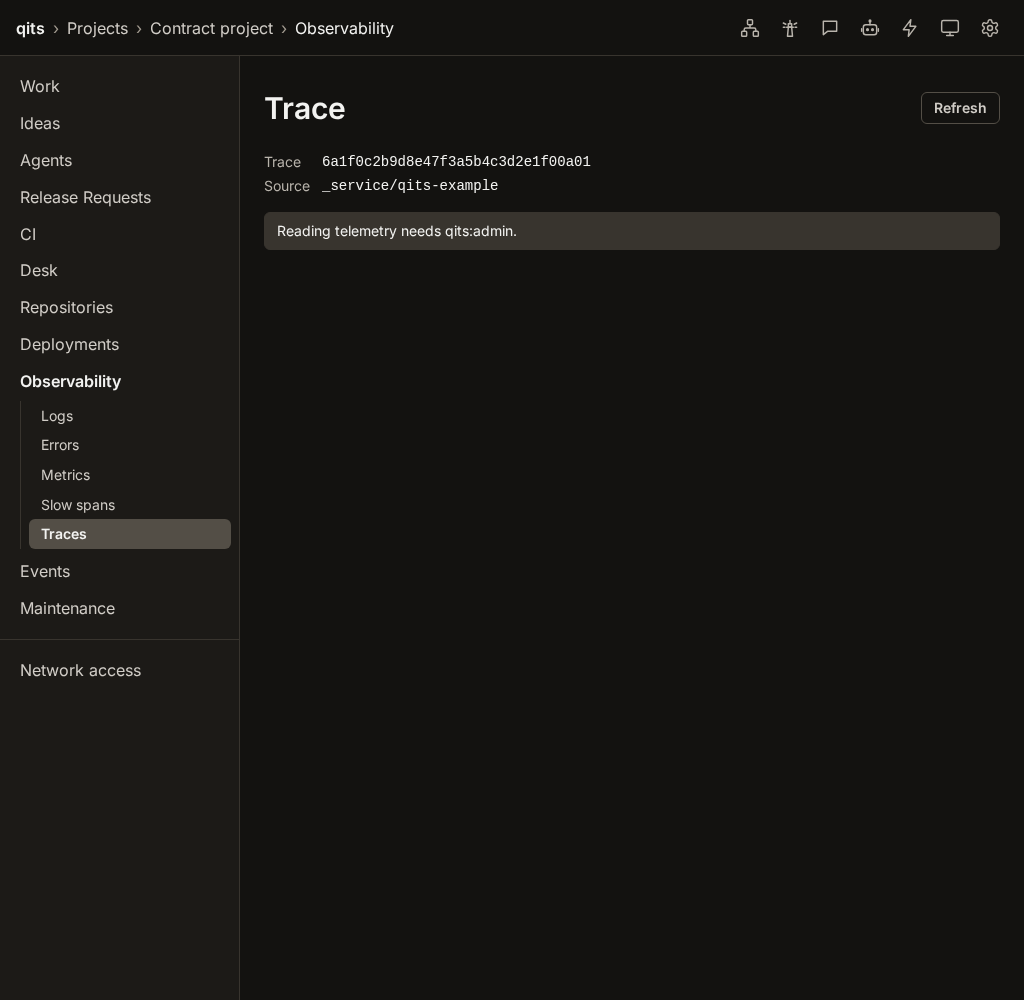 qits › Projects › Contract project › Observability
Work
Ideas
Agents
Release Requests
CI
Desk
Repositories
Deployments
Observability
Logs
Errors
Metrics
Slow spans
Traces
Events
Maintenance
Network access
Trace
Refresh
Trace 6a1f0c2b9d8e47f3a5b4c3d2e1f00a01
Source _service/qits-example
Reading telemetry needs qits:admin.